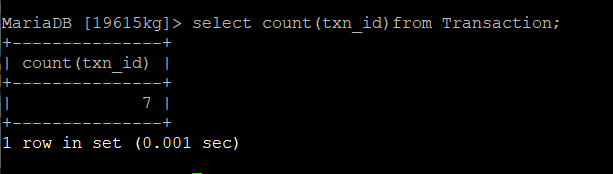 MariaDB [19615kg]> select count(txn_id)from Transaction;
+---------------+
| count(txn_id) |
+---------------+
|             7 |
+---------------+
1 row in set (0.001 sec)